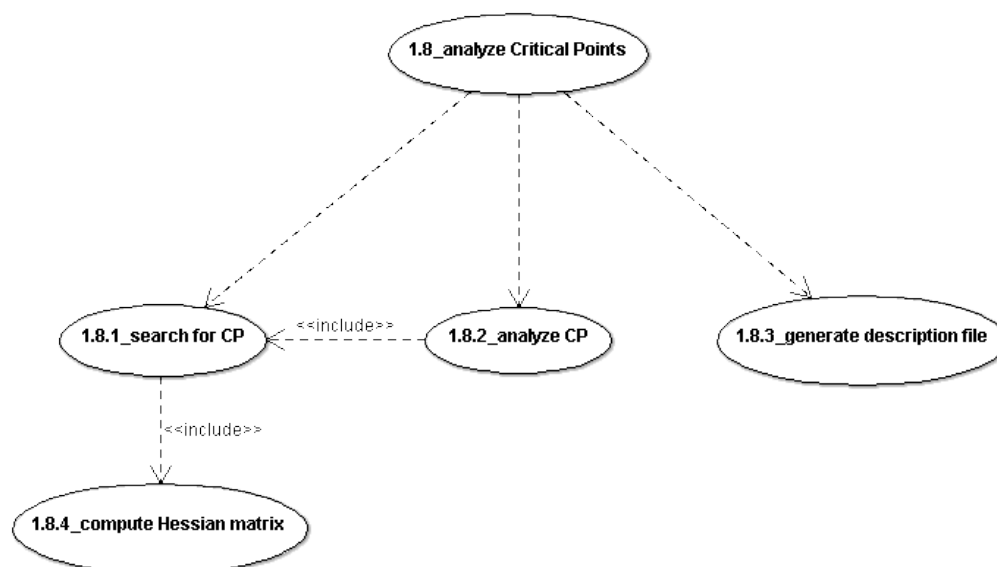 1.8_analyze Critical Points
1.8.1_search for CP
<<include>>
1.8.2_analyze CP
1.8.3_generate description file
<<include>>
1.8.4_compute Hessian matrix